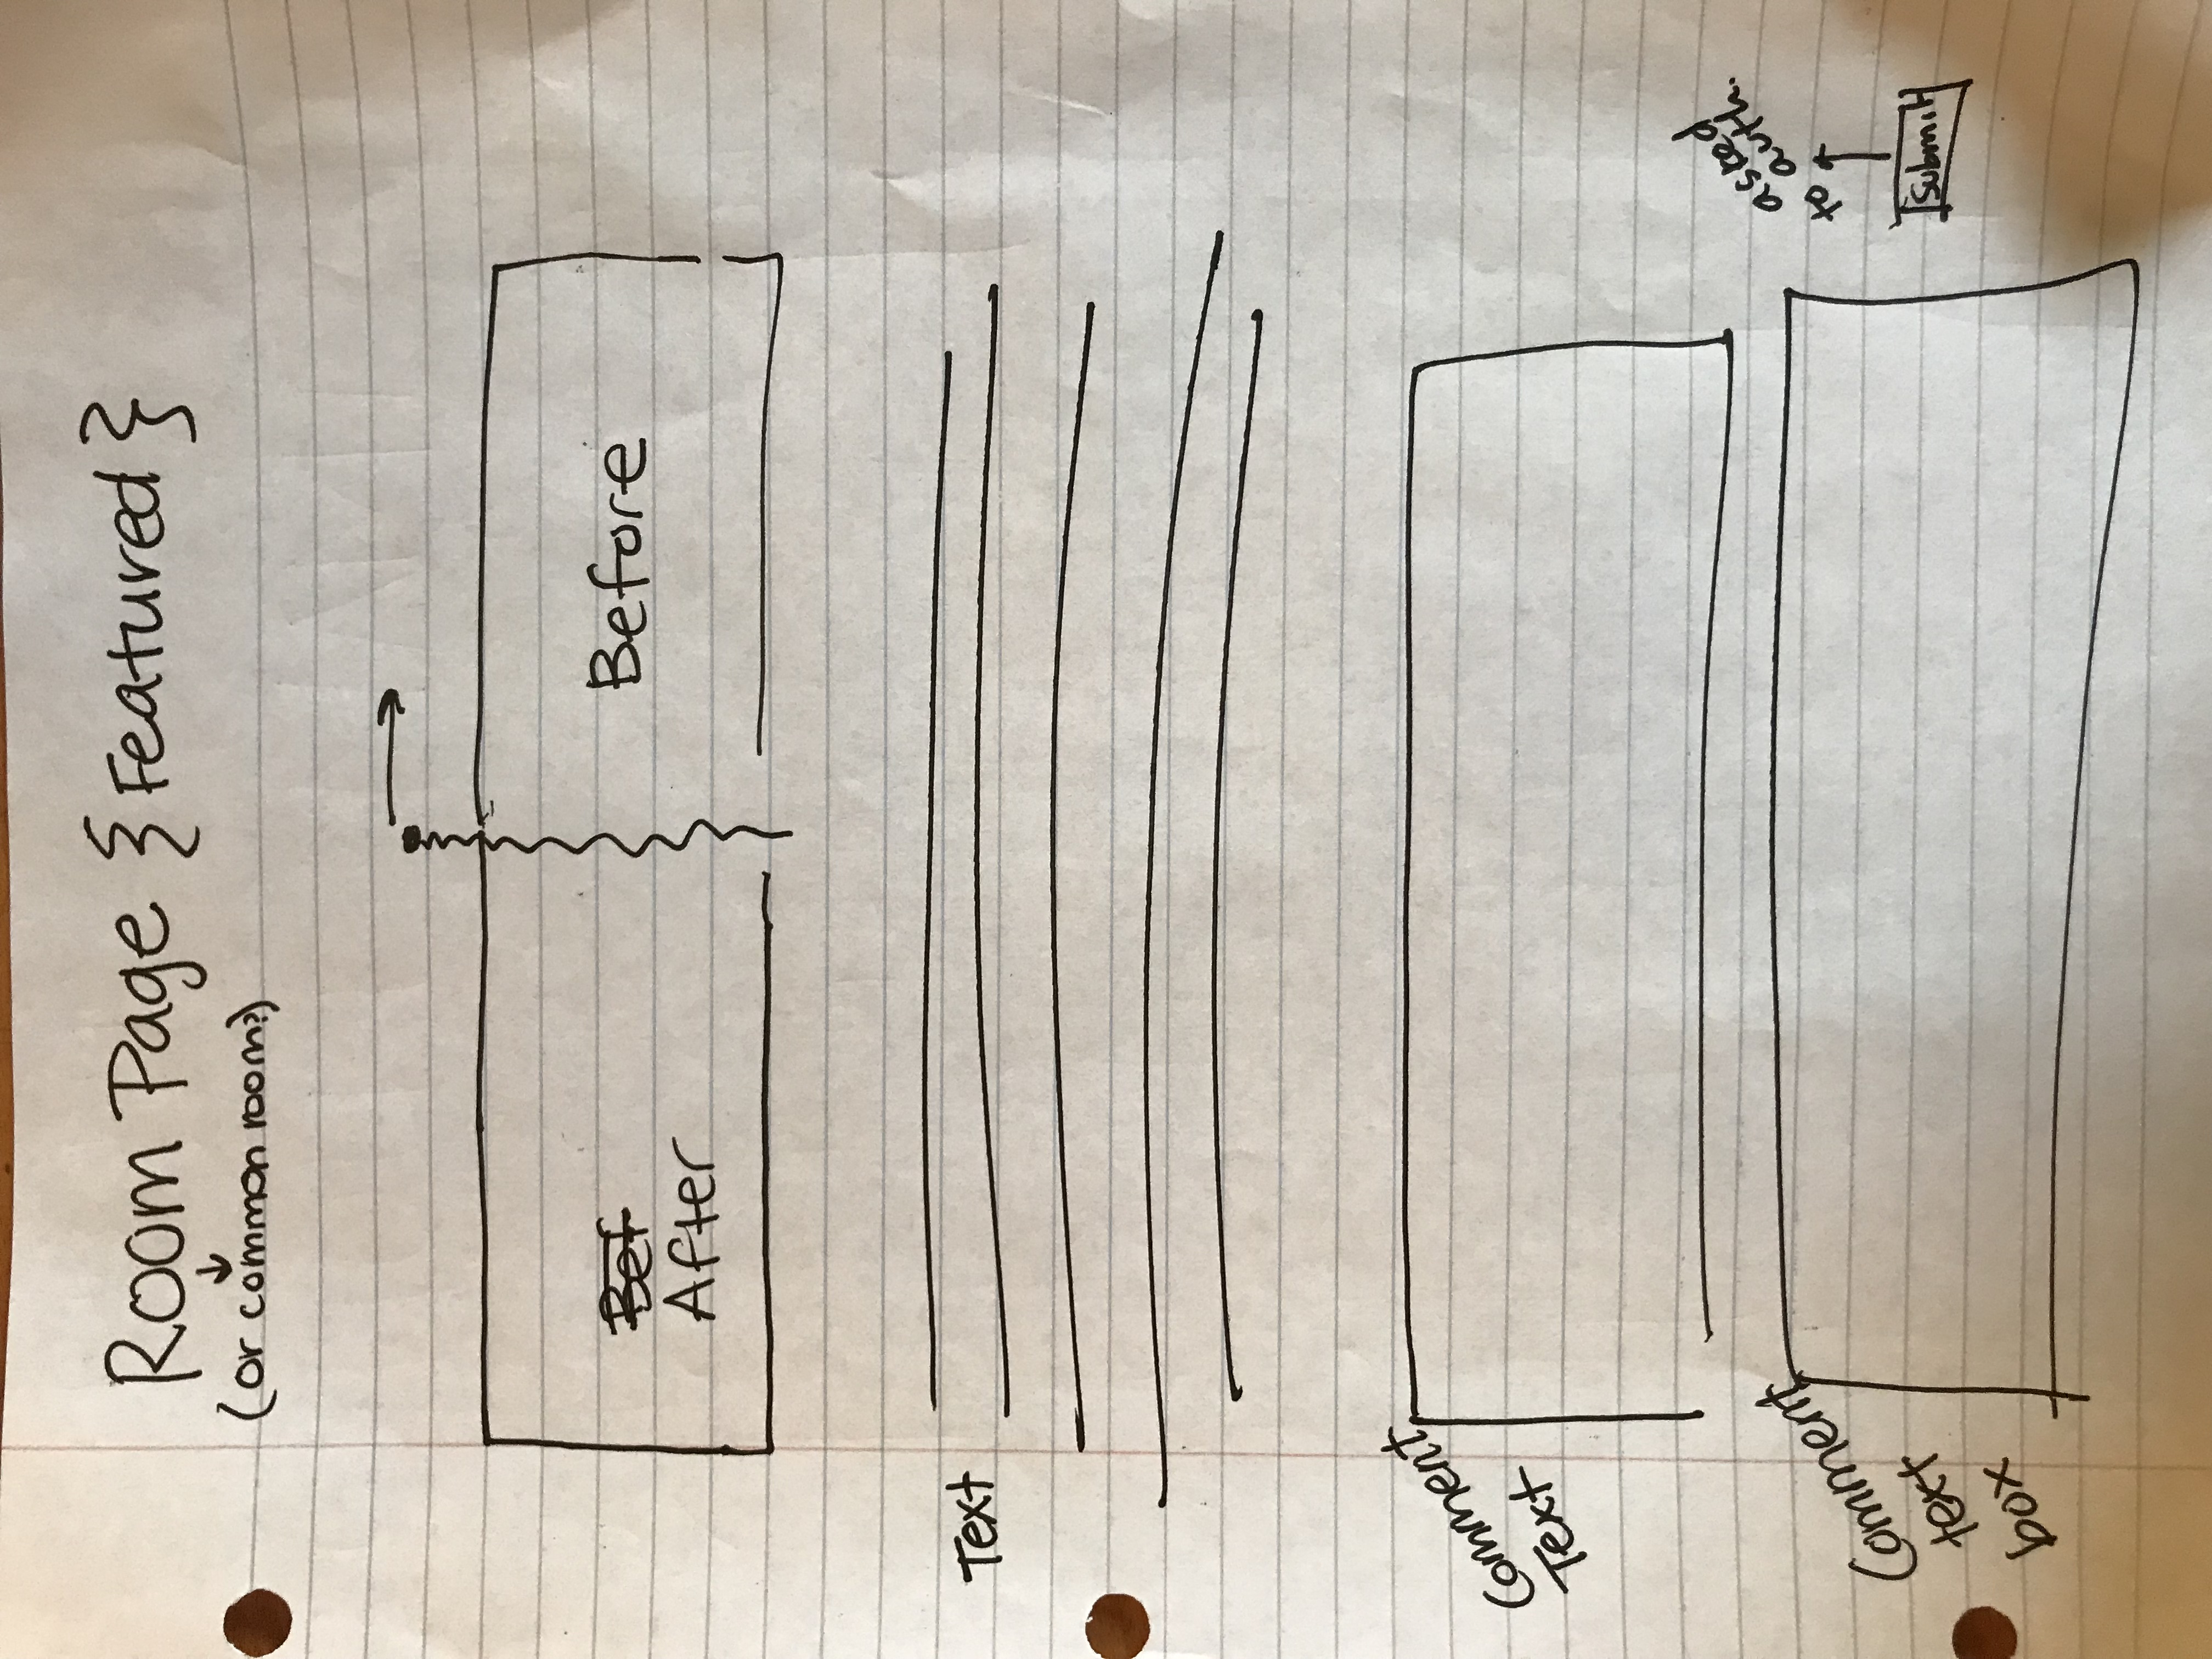 Room Page { Featured }
(or common room?)
Bef
After
Before
Text
Comment
Text
asked
to auth.
Submit
Comment
text
box